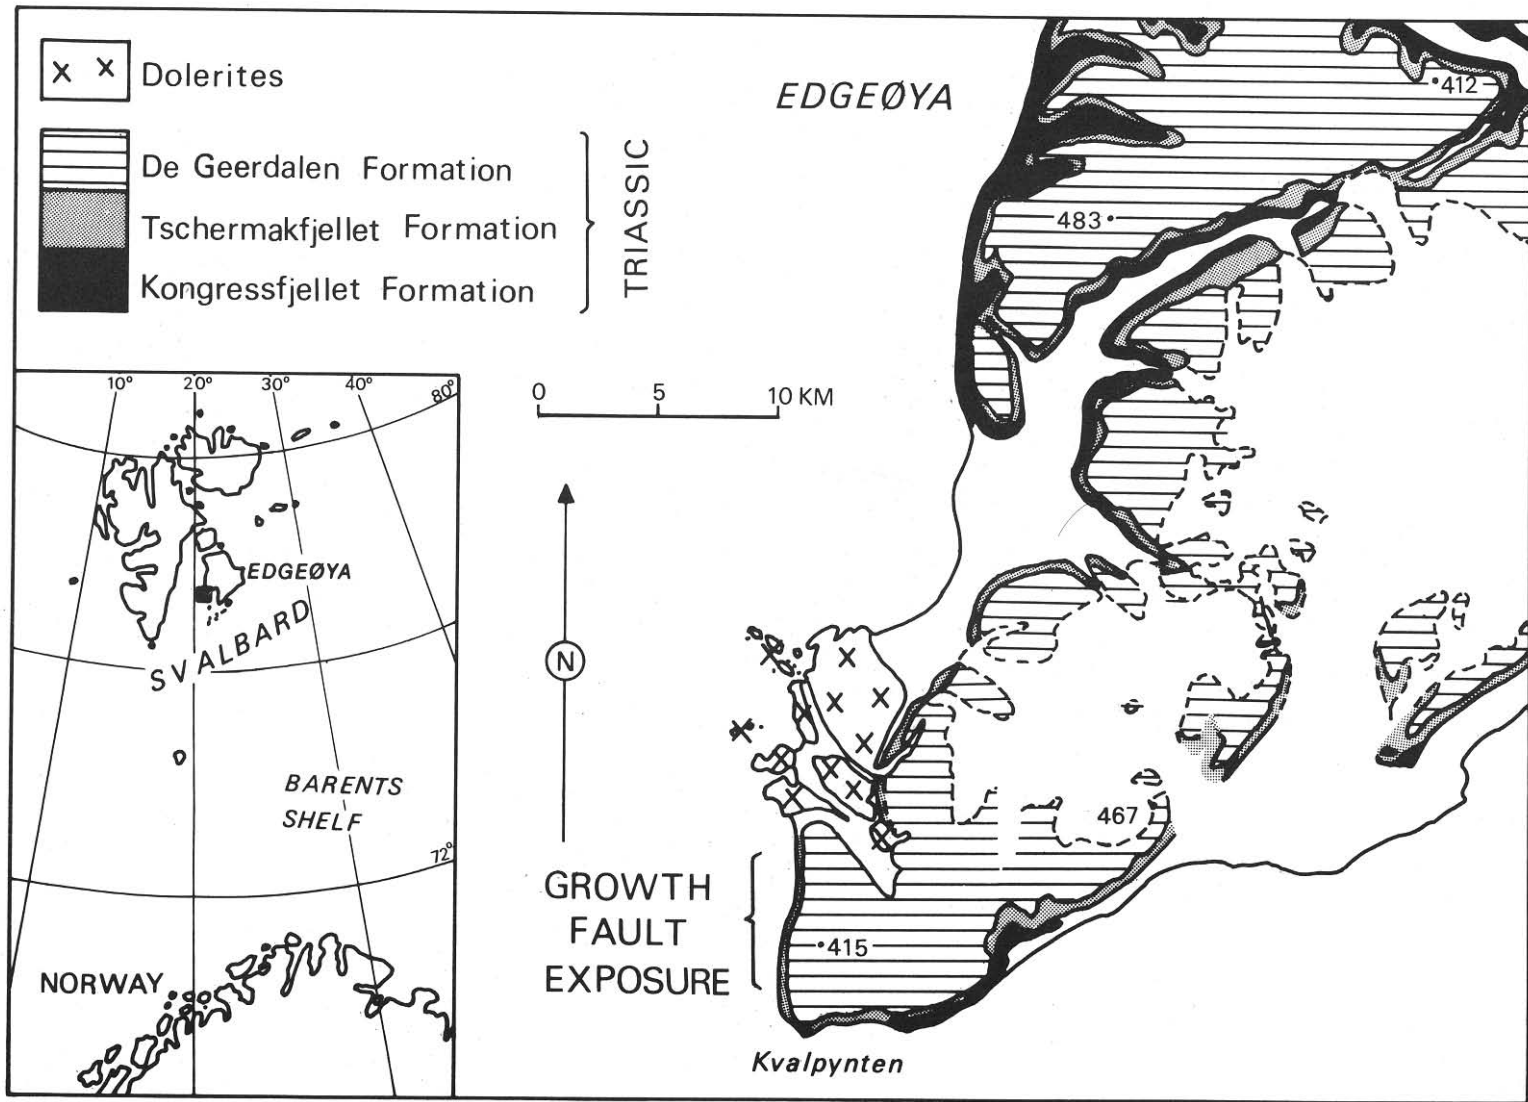 Dolerites
De Geerdalen Formation
Tschermakfjellet Formation
Kongressfjellet Formation
TRIASSIC
EDGEØYA
412
483
0 5 10 KM
10° 20° 30° 40° 80°
EDGEØYA
SVALBARD
BARENTS
SHELF
72°
NORWAY
N
467
GROWTH
FAULT
EXPOSURE
415
Kvalpynten